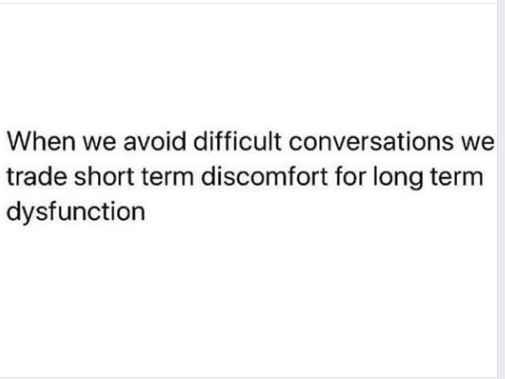 When we avoid difficult conversations we
trade short term discomfort for long term
dysfunction